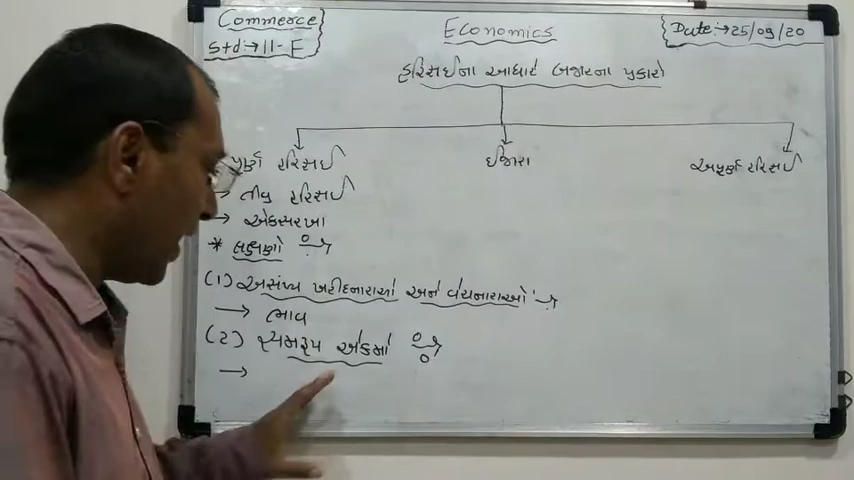 Commerce
Std:→11-F
Economics
Date:→25/09/20
હરિફાઈના આધારે બજારના પ્રકારો
પૂર્ણ હરિફાઈ
ઈજારા
અપૂર્ણ હરિફાઈ
→ તીવ્ર હરિફાઈ
→ એકસરખા
* લક્ષણો :→
(1) અસંખ્ય ખરીદનારાઓ અને વેચનારાઓ :→
→ ભાવ
(2) સમરૂપ એકમો :→
→